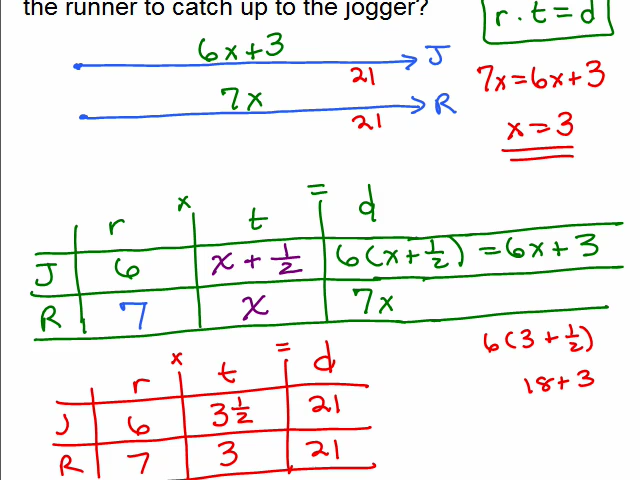 the runner to catch up to the jogger?
r · t = d
6x+3
J
21
7x=6x+3
7x
R
21
x = 3
r x t = d
J 6 x + 1/2 6(x+1/2) =6x+3
R 7 x 7x
6(3 + 1/2)
18+3
r x t = d
J 6 3 1/2 21
R 7 3 21